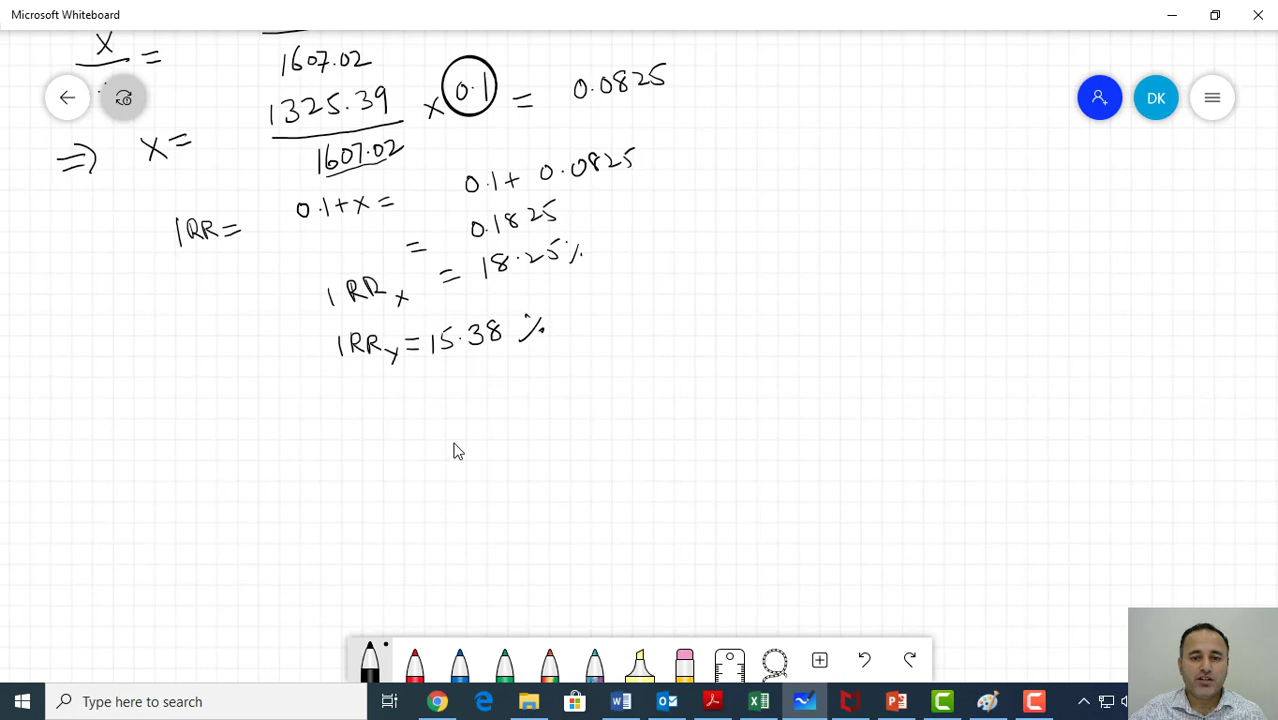 Microsoft Whiteboard
x
=
1607.02
1325.39 × 0.1 = 0.0825
⇒ x =
1607.02
0.1 + 0.0825
IRR = 0.1 + x =
= 0.1825
IRRx = 18.25%
IRRy = 15.38 %
DK
Type here to search